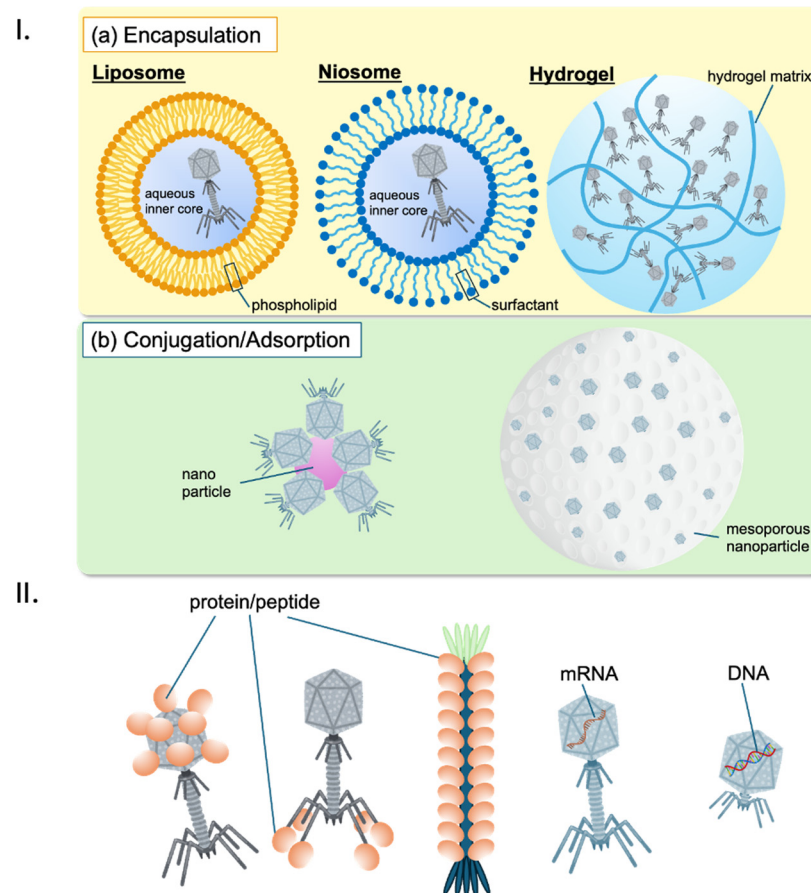 I.
(a) Encapsulation
Liposome
Niosome
Hydrogel
hydrogel matrix
aqueous
inner core
aqueous
inner core
phospholipid
surfactant
(b) Conjugation/Adsorption
nano
particle
mesoporous
nanoparticle
II.
protein/peptide
mRNA
DNA